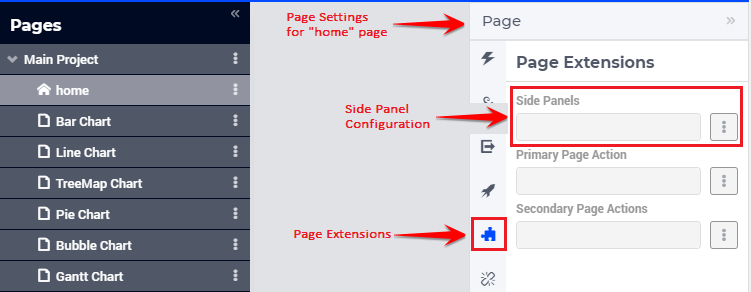 Pages
Main Project
home
Bar Chart
Line Chart
TreeMap Chart
Pie Chart
Bubble Chart
Gantt Chart
Page Settings
for "home" page
Side Panel
Configuration
Page Extensions
Page
Page Extensions
Side Panels
Primary Page Action
Secondary Page Actions